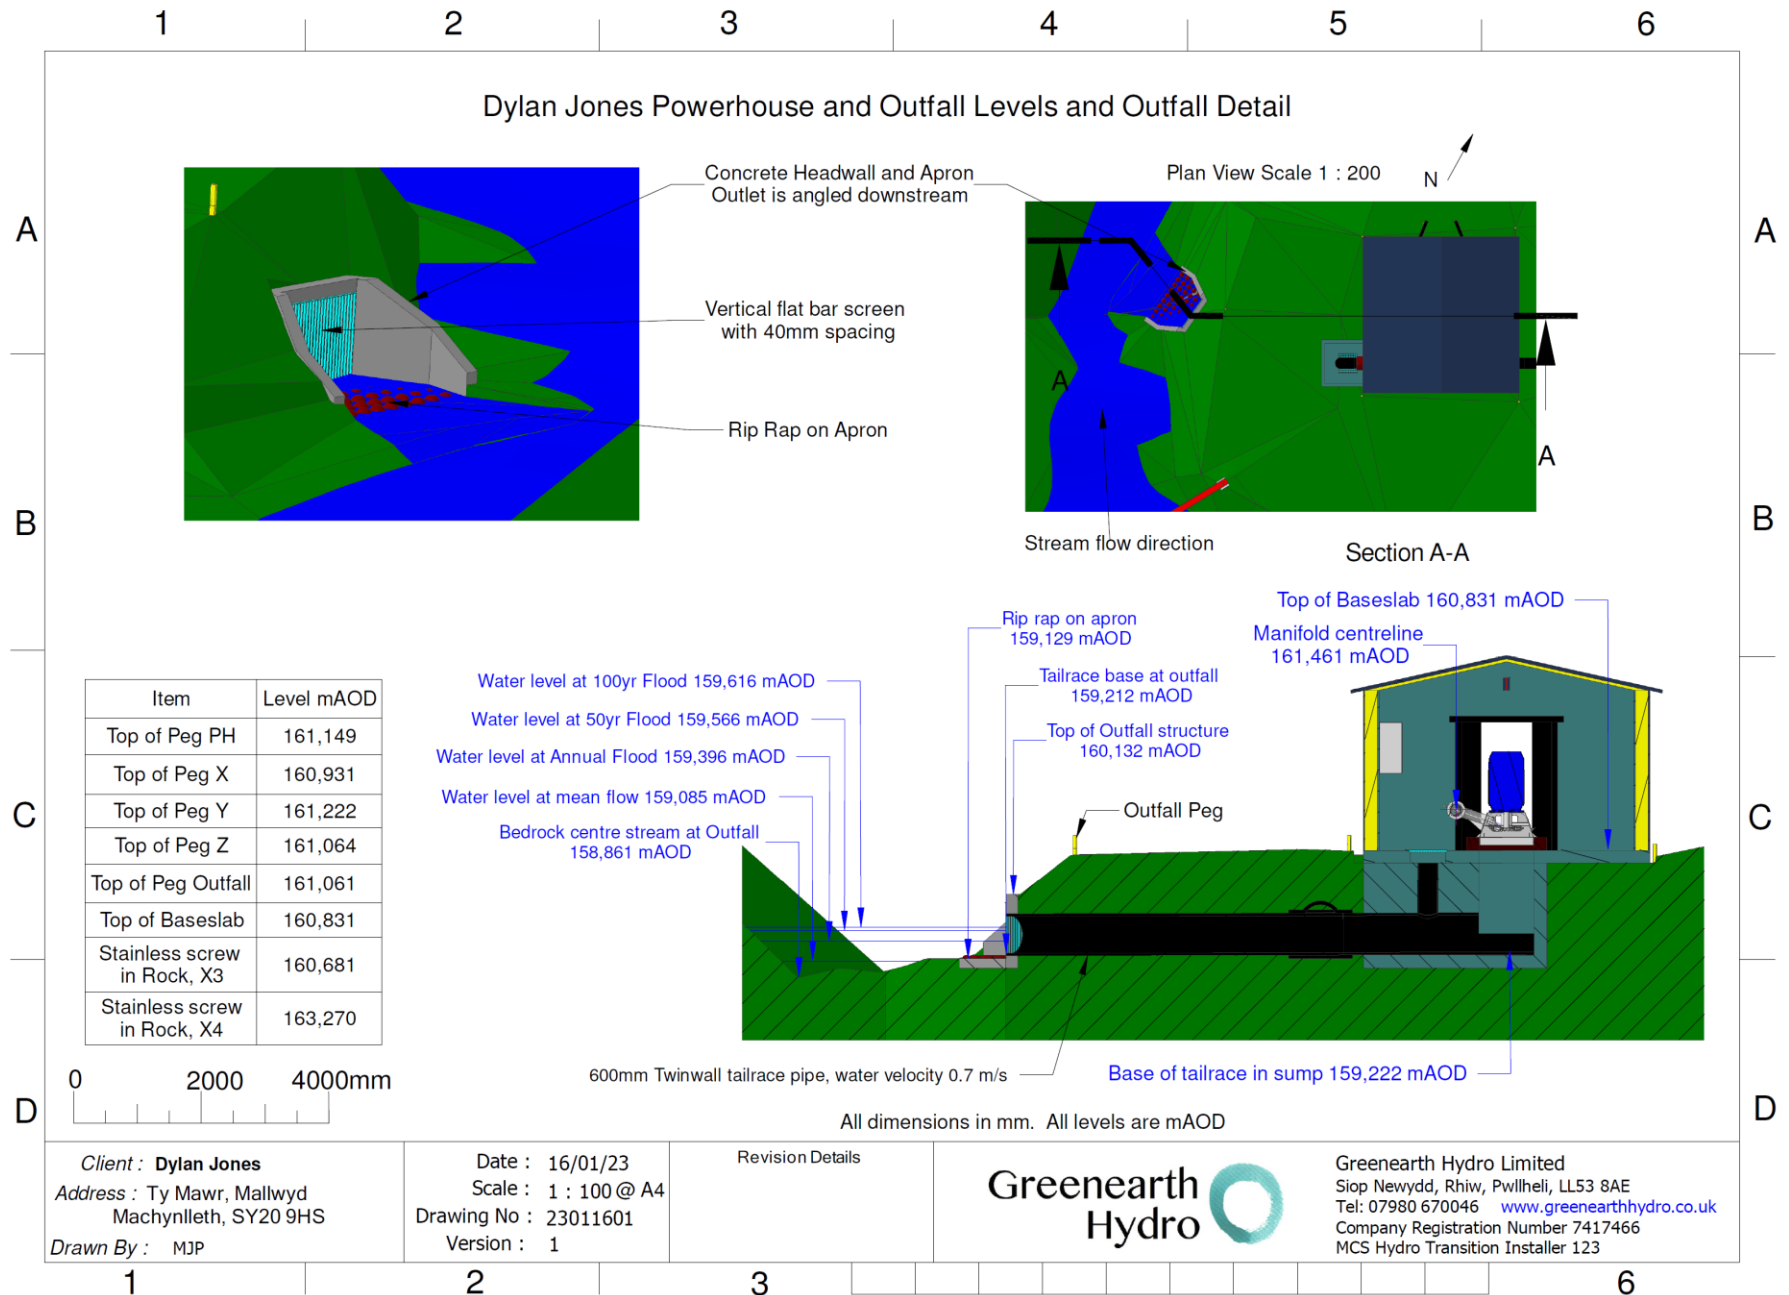 1 2 3 4 5 6
Dylan Jones Powerhouse and Outfall Levels and Outfall Detail
Concrete Headwall and Apron
Outlet is angled downstream
Plan View Scale 1 : 200
N
A
A
Vertical flat bar screen
with 40mm spacing
A
A
Rip Rap on Apron
B
B
Stream flow direction
Section A-A
Top of Baseslab 160,831 mAOD
Rip rap on apron
159,129 mAOD
Manifold centreline
161,461 mAOD
Water level at 100yr Flood 159,616 mAOD
Tailrace base at outfall
159,212 mAOD
Water level at 50yr Flood 159,566 mAOD
Top of Outfall structure
160,132 mAOD
Water level at Annual Flood 159,396 mAOD
Water level at mean flow 159,085 mAOD
Outfall Peg
Bedrock centre stream at Outfall
158,861 mAOD
C
C
Item Level mAOD
Top of Peg PH 161,149
Top of Peg X 160,931
Top of Peg Y 161,222
Top of Peg Z 161,064
Top of Peg Outfall 161,061
Top of Baseslab 160,831
Stainless screw
in Rock, X3 160,681
Stainless screw
in Rock, X4 163,270
0 2000 4000mm
600mm Twinwall tailrace pipe, water velocity 0.7 m/s
Base of tailrace in sump 159,222 mAOD
D
D
All dimensions in mm. All levels are mAOD
Client : Dylan Jones
Address : Ty Mawr, Mallwyd
Machynlleth, SY20 9HS
Drawn By : MJP
Date : 16/01/23
Scale : 1 : 100 @ A4
Drawing No : 23011601
Version : 1
Revision Details
Greenearth
Hydro
Greenearth Hydro Limited
Siop Newydd, Rhiw, Pwllheli, LL53 8AE
Tel: 07980 670046 www.greenearthhydro.co.uk
Company Registration Number 7417466
MCS Hydro Transition Installer 123
1 2 3 6